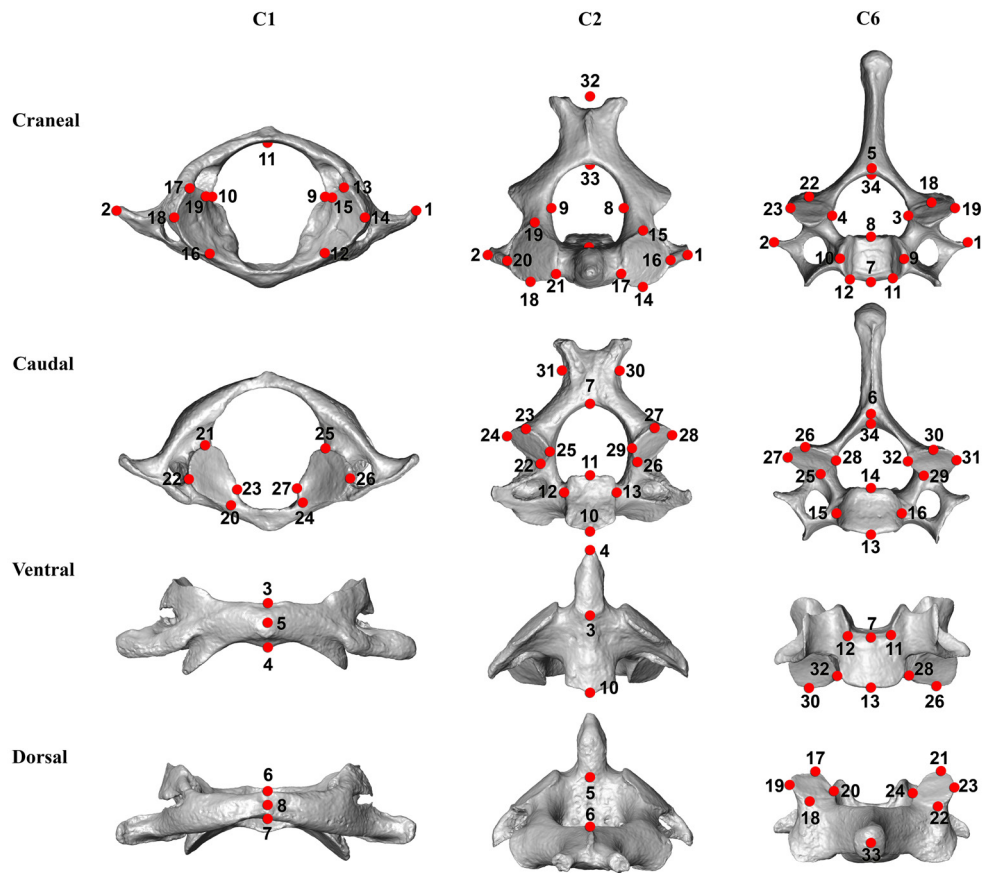 C1 C2 C6
Craneal
11
17 10 9 13
19 15
2 18 14 1
16 12
32
33
9 8
19 15
2 20 16 1
18 21 17 14
5
34
22 18
23 4 3 19
2 8 1
10 7 9
12 11
Caudal
21 25
22 23 27 26
20 24
31 7 30
23 27
24 25 29 28
22 11 26
12 13
10
6
34
26 30
27 28 32 31
25 14 29
15 16
13
Ventral
3
5
4
4
3
10
7
12 11
32 28
30 13 26
Dorsal
6
8
7
5
6
17 21
19 20 24 23
18 22
33